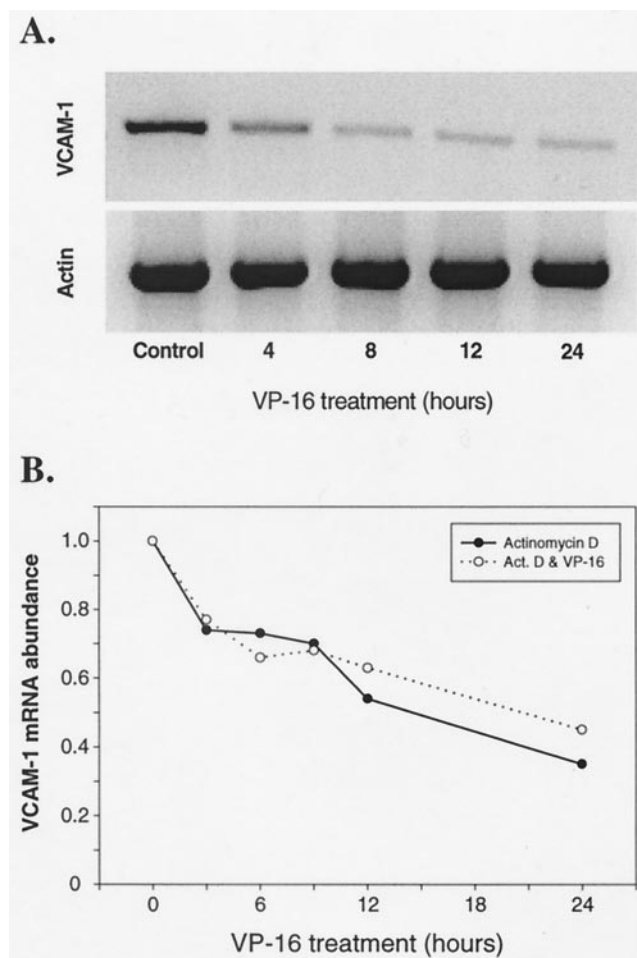 A.
VCAM-1
Actin
Control 4 8 12 24
VP-16 treatment (hours)
B.
VCAM-1 mRNA abundance
1.0
0.8
0.6
0.4
0.2
0
Actinomycin D
Act. D & VP-16
0 6 12 18 24
VP-16 treatment (hours)